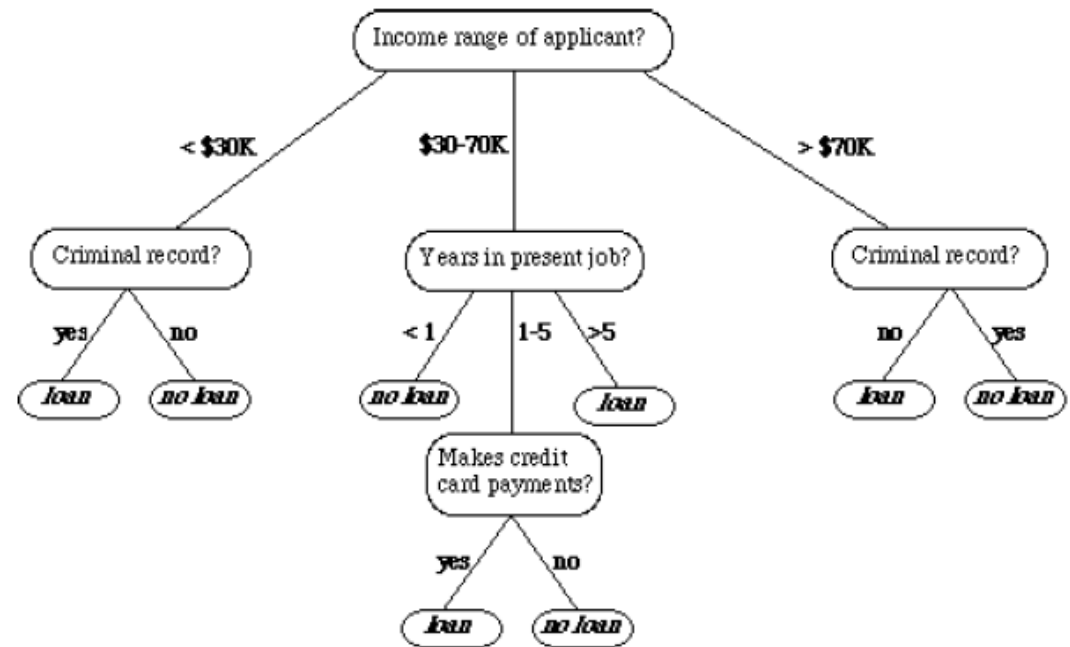 Income range of applicant?
< $30K
$30-70K
> $70K
Criminal record?
Years in present job?
Criminal record?
yes
no
< 1
1-5
>5
no
yes
loan
no loan
no loan
loan
loan
no loan
Makes credit
card payments?
yes
no
loan
no loan